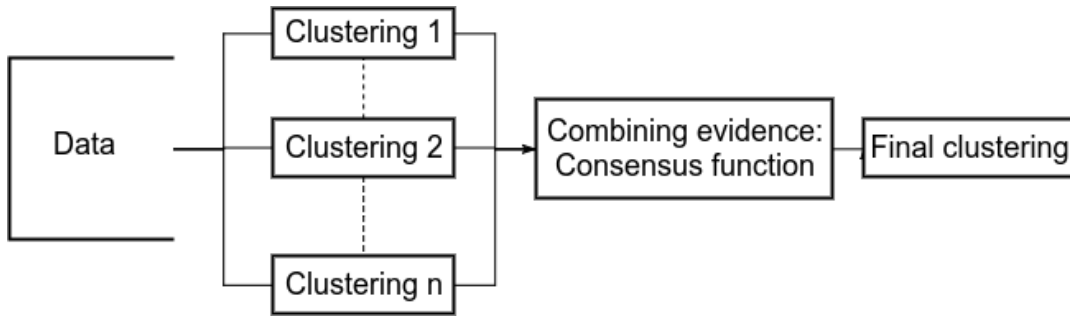 Data
Clustering 1
Clustering 2
Clustering n
Combining evidence:
Consensus function
Final clustering